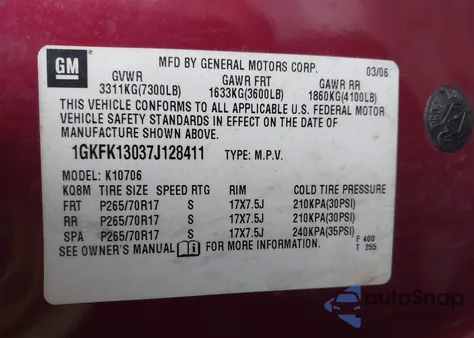 GM
MFD BY GENERAL MOTORS CORP. 03/06
GVWR GAWR FRT GAWR RR
3311KG(7300LB) 1633KG(3600LB) 1860KG(4100LB)
THIS VEHICLE CONFORMS TO ALL APPLICABLE U.S. FEDERAL MOTOR
VEHICLE SAFETY STANDARDS IN EFFECT ON THE DATE OF
MANUFACTURE SHOWN ABOVE.
1GKFK13037J128411 TYPE: M.P.V.
MODEL: K10706
KQ8M TIRE SIZE SPEED RTG RIM COLD TIRE PRESSURE
FRT P265/70R17 S 17X7.5J 210KPA(30PSI)
RR P265/70R17 S 17X7.5J 210KPA(30PSI)
SPA P265/70R17 S 17X7.5J 240KPA(35PSI)
SEE OWNER'S MANUAL FOR MORE INFORMATION.
F 400
T 255
autoSnap